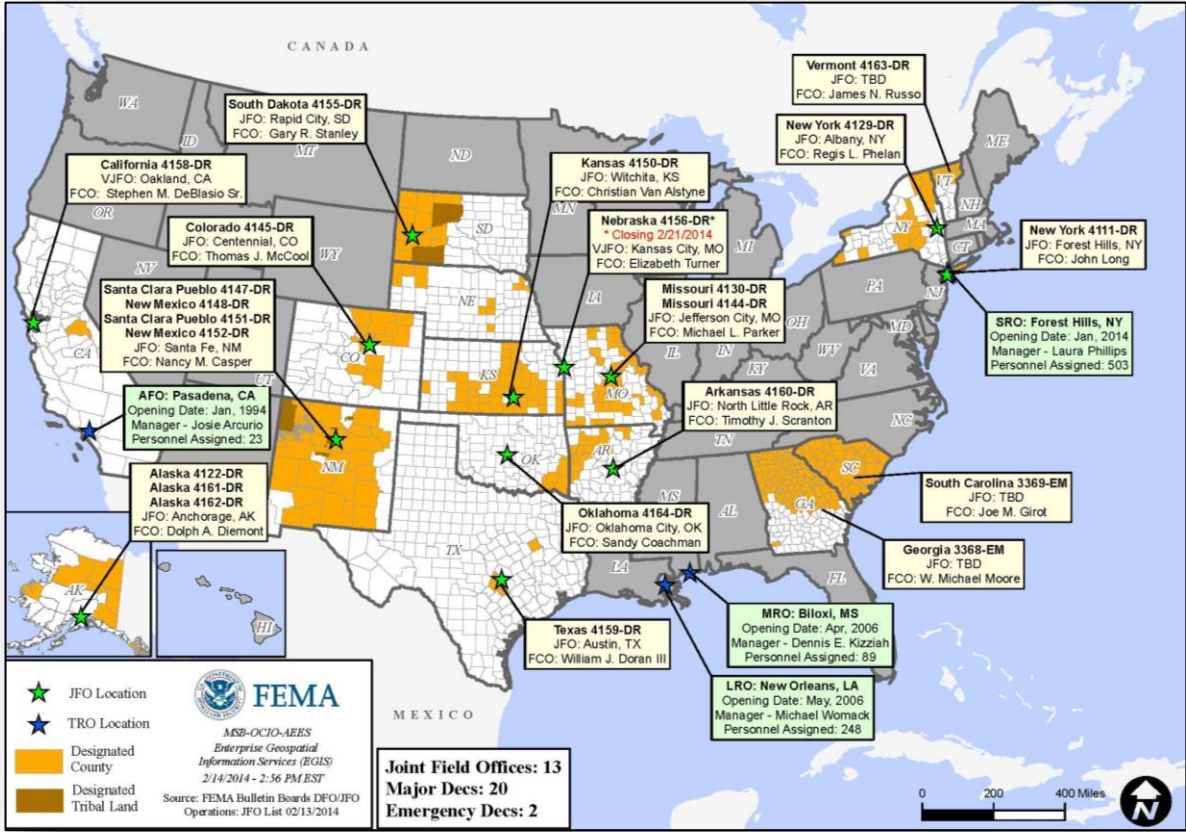 CANADA
WA
ID
MT
ND
OR
WY
NV
UT
CA
CO
NM
SD
NE
KS
OK
TX
MN
IA
MO
AR
LA
MI
IL
IN
OH
KY
TN
MS
AL
GA
SC
NC
FL
WV
VA
MD
PA
NJ
NY
CT
MA
VT
NH
ME
AK
HI
MEXICO
South Dakota 4155-DR
JFO: Rapid City, SD
FCO: Gary R. Stanley
California 4158-DR
VJFO: Oakland, CA
FCO: Stephen M. DeBlasio Sr.
Colorado 4145-DR
JFO: Centennial, CO
FCO: Thomas J. McCool
Santa Clara Pueblo 4147-DR
New Mexico 4148-DR
Santa Clara Pueblo 4151-DR
New Mexico 4152-DR
JFO: Santa Fe, NM
FCO: Nancy M. Casper
AFO: Pasadena, CA
Opening Date: Jan, 1994
Manager - Josie Arcurio
Personnel Assigned: 23
Alaska 4122-DR
Alaska 4161-DR
Alaska 4162-DR
JFO: Anchorage, AK
FCO: Dolph A. Diemont
Kansas 4150-DR
JFO: Witchita, KS
FCO: Christian Van Alstyne
Nebraska 4156-DR*
* Closing 2/21/2014
VJFO: Kansas City, MO
FCO: Elizabeth Turner
Missouri 4130-DR
Missouri 4144-DR
JFO: Jefferson City, MO
FCO: Michael L. Parker
Arkansas 4160-DR
JFO: North Little Rock, AR
FCO: Timothy J. Scranton
Oklahoma 4164-DR
JFO: Oklahoma City, OK
FCO: Sandy Coachman
Texas 4159-DR
JFO: Austin, TX
FCO: William J. Doran III
Vermont 4163-DR
JFO: TBD
FCO: James N. Russo
New York 4129-DR
JFO: Albany, NY
FCO: Regis L. Phelan
New York 4111-DR
JFO: Forest Hills, NY
FCO: John Long
SRO: Forest Hills, NY
Opening Date: Jan, 2014
Manager - Laura Phillips
Personnel Assigned: 503
South Carolina 3369-EM
JFO: TBD
FCO: Joe M. Girot
Georgia 3368-EM
JFO: TBD
FCO: W. Michael Moore
MRO: Biloxi, MS
Opening Date: Apr, 2006
Manager - Dennis E. Kizziah
Personnel Assigned: 89
LRO: New Orleans, LA
Opening Date: May, 2006
Manager - Michael Womack
Personnel Assigned: 248
JFO Location
TRO Location
Designated
County
Designated
Tribal Land
FEMA
MSB-OCIO-AEES
Enterprise Geospatial
Information Services (EGIS)
2/14/2014 - 2:56 PM EST
Source: FEMA Bulletin Boards DFO/JFO
Operations: JFO List 02/13/2014
Joint Field Offices: 13
Major Decs: 20
Emergency Decs: 2
0 200 400 Miles
N